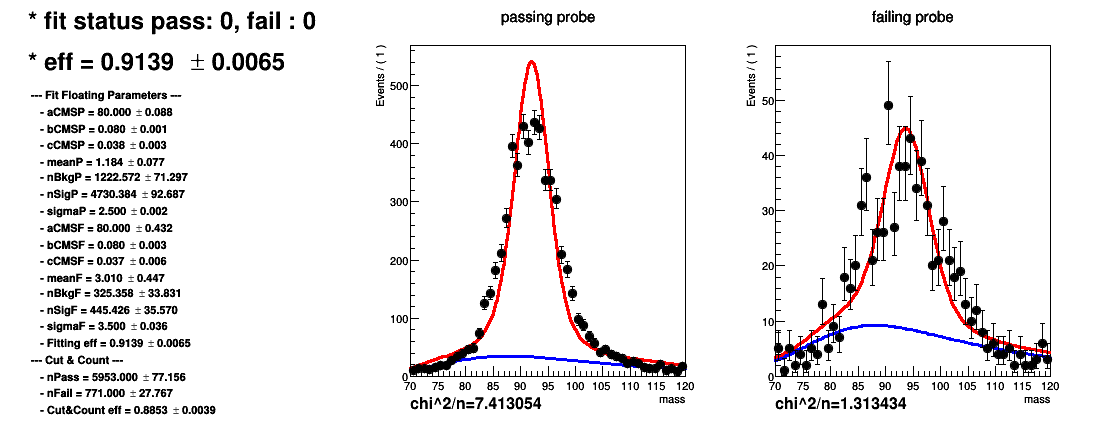 * fit status pass: 0, fail : 0
* eff = 0.9139 ± 0.0065
--- Fit Floating Parameters ---
- aCMSP = 80.000 ± 0.088
- bCMSP = 0.080 ± 0.001
- cCMSP = 0.038 ± 0.003
- meanP = 1.184 ± 0.077
- nBkgP = 1222.572 ± 71.297
- nSigP = 4730.384 ± 92.687
- sigmaP = 2.500 ± 0.002
- aCMSF = 80.000 ± 0.432
- bCMSF = 0.080 ± 0.003
- cCMSF = 0.037 ± 0.006
- meanF = 3.010 ± 0.447
- nBkgF = 325.358 ± 33.831
- nSigF = 445.426 ± 35.570
- sigmaF = 3.500 ± 0.036
- Fitting eff = 0.9139 ± 0.0065
--- Cut & Count ---
- nPass = 5953.000 ± 77.156
- nFail = 771.000 ± 27.767
- Cut&Count eff = 0.8853 ± 0.0039
passing probe
Events / ( 1 )
500
400
300
200
100
0
70 75 80 85 90 95 100 105 110 115 120
mass
chi^2/n=7.413054
failing probe
Events / ( 1 )
50
40
30
20
10
0
70 75 80 85 90 95 100 105 110 115 120
mass
chi^2/n=1.313434